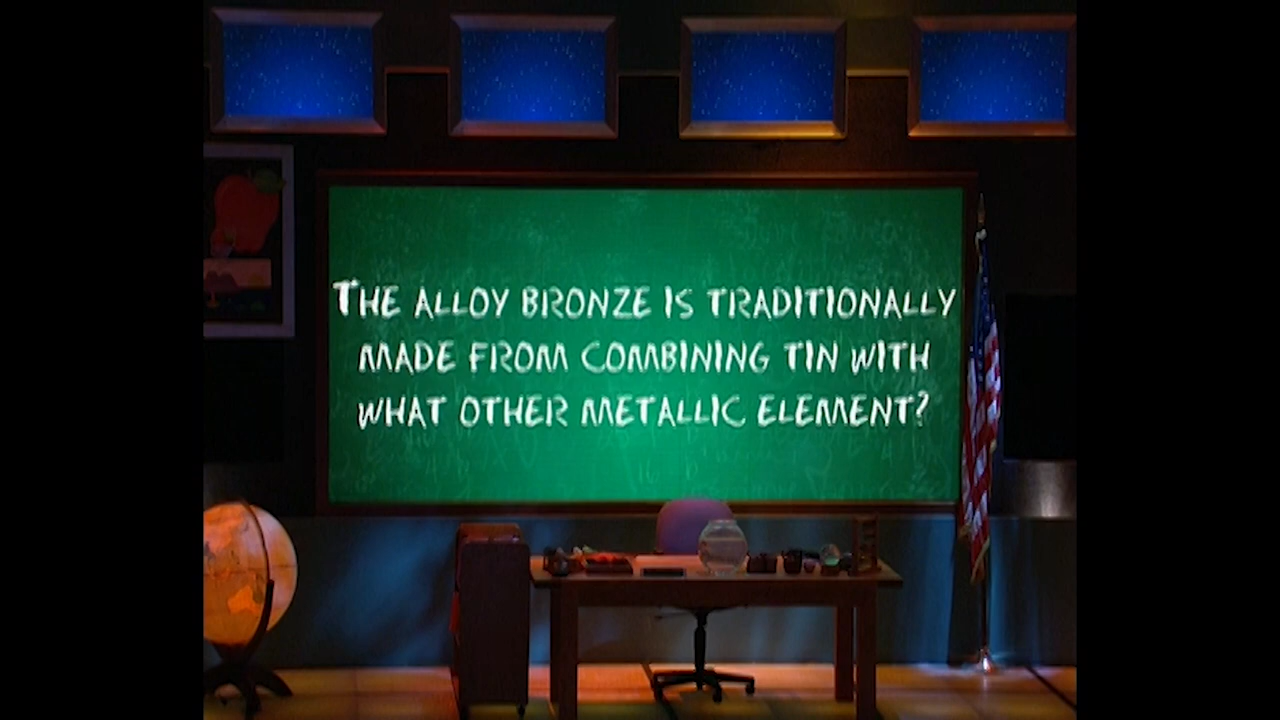 The alloy bronze is traditionally
made from combining tin with
what other metallic element?